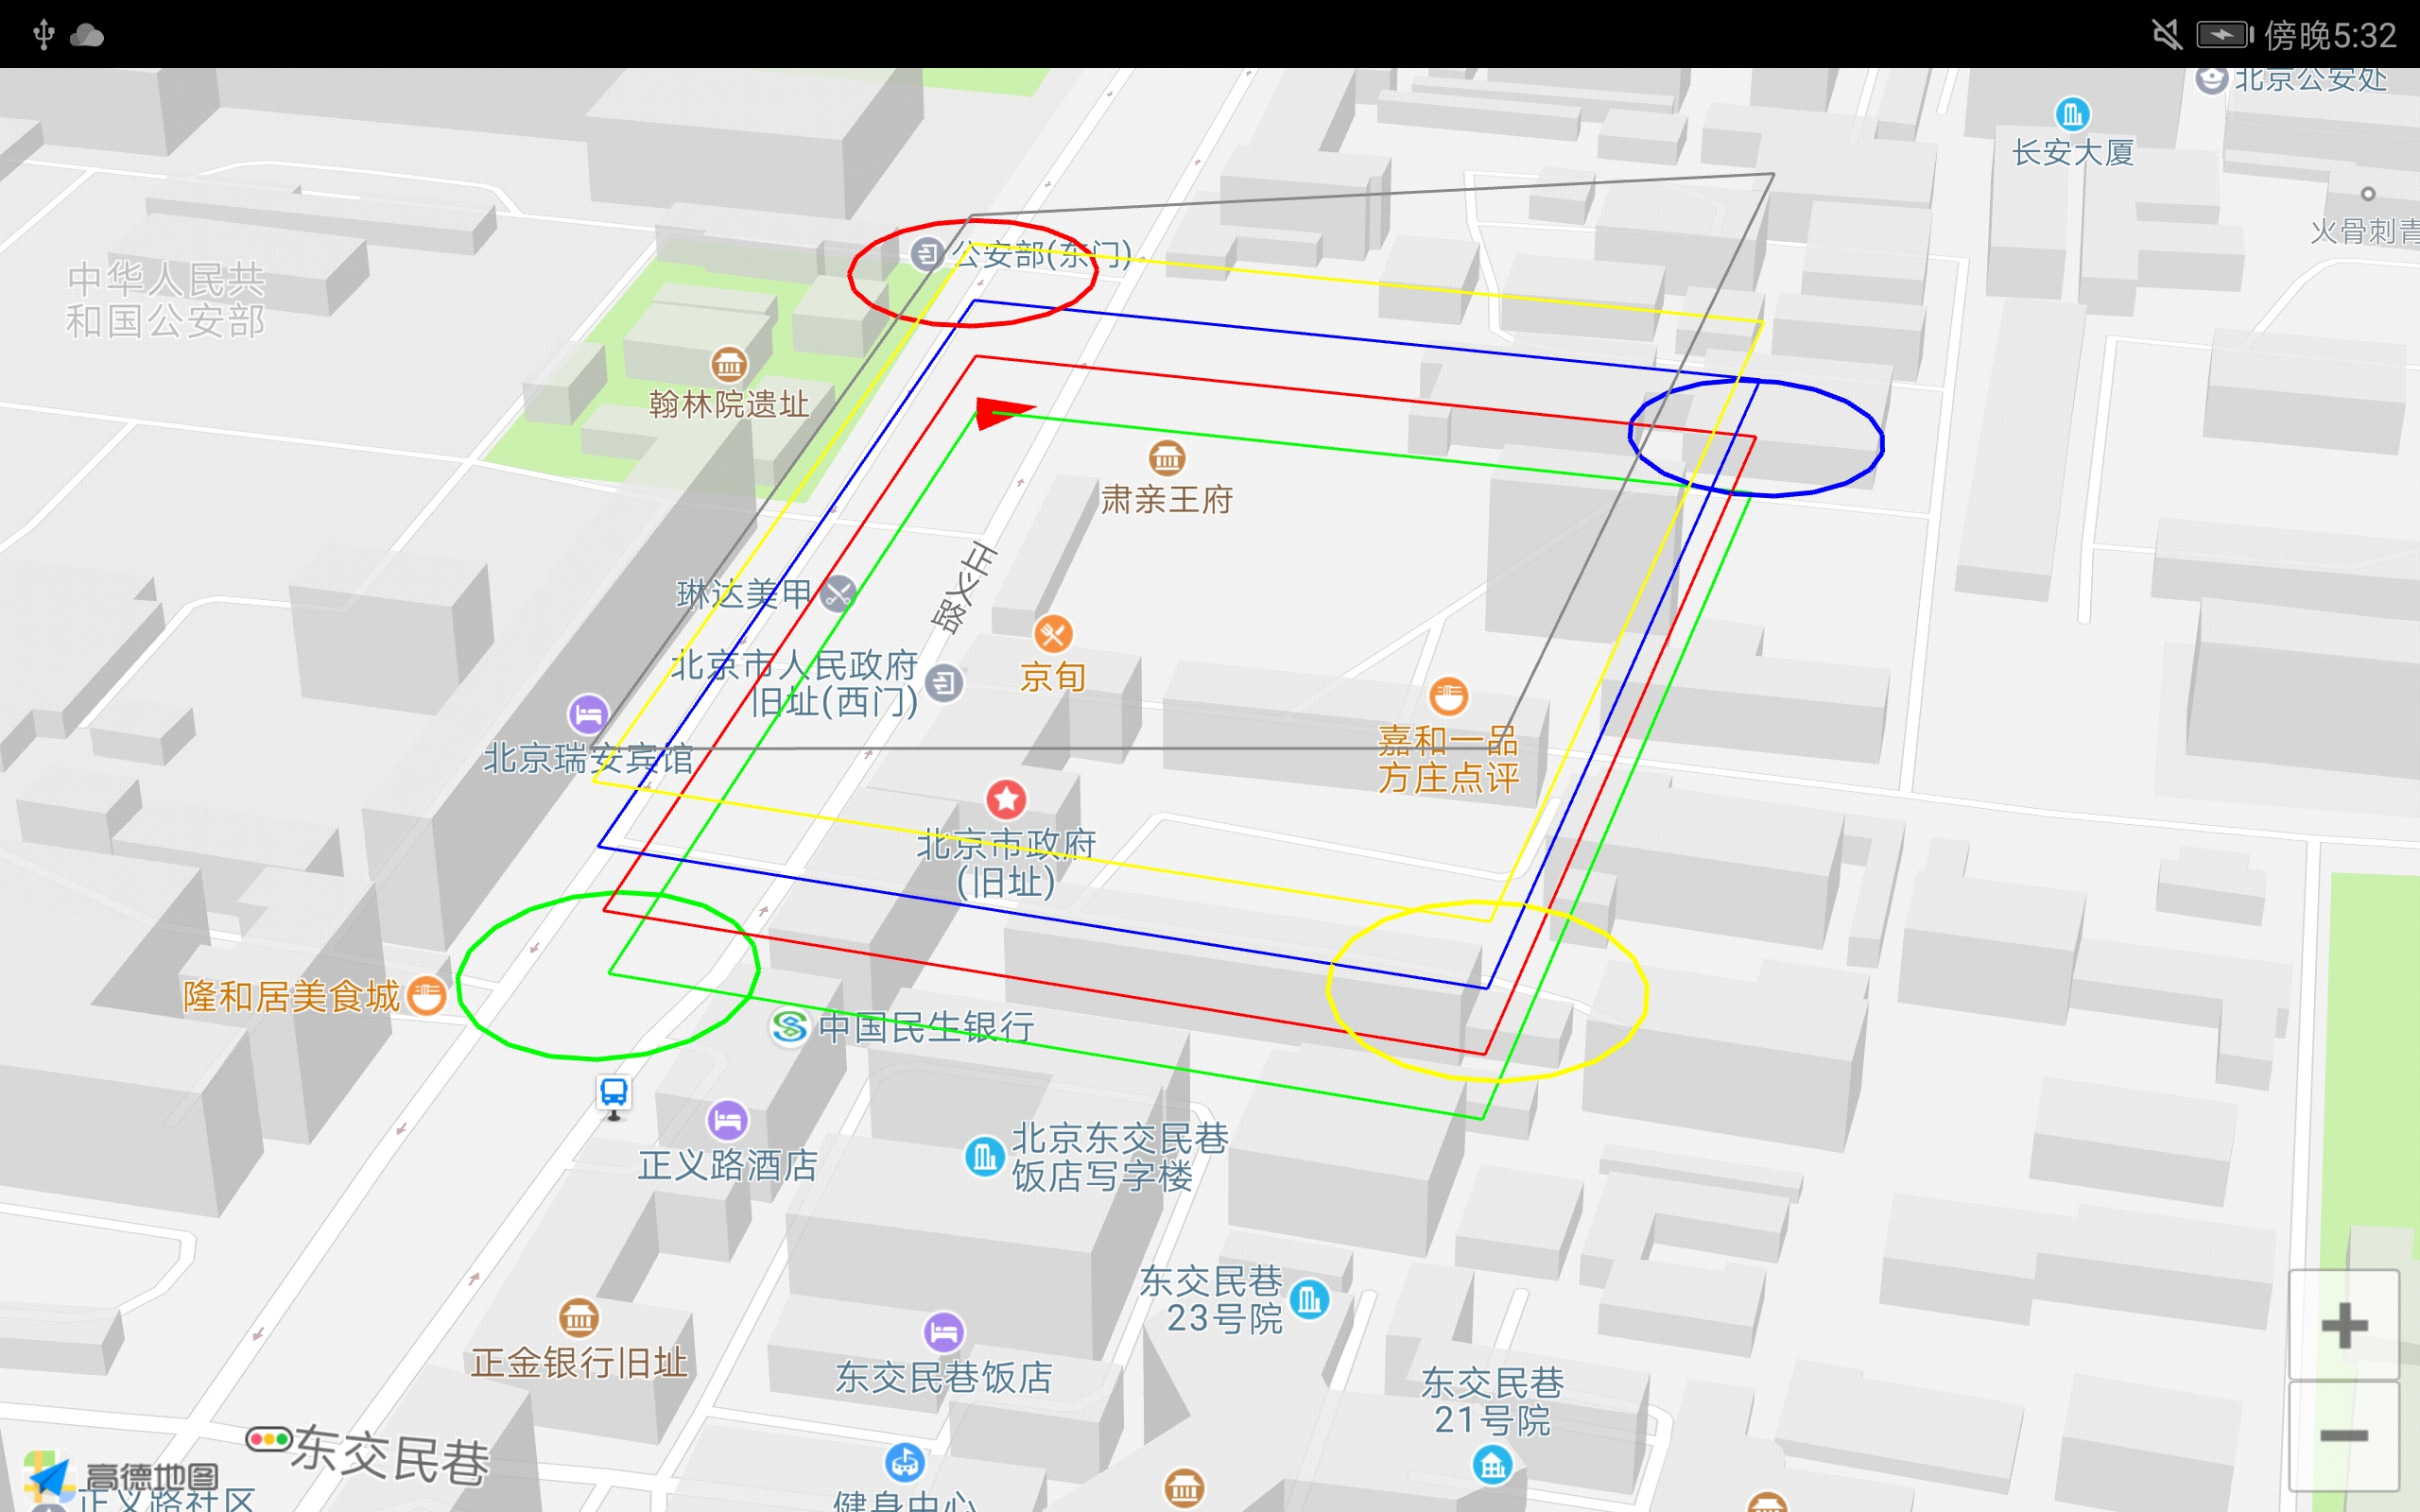 傍晚5:32
北京公安处
长安大厦
火骨刺青
公安部(东门)
中华人民共
和国公安部
翰林院遗址
肃亲王府
正义路
琳达美甲
北京市人民政府
旧址(西门)
京旬
嘉和一品
方庄点评
北京瑞安宾馆
北京市政府
(旧址)
隆和居美食城
中国民生银行
北京东交民巷
饭店写字楼
正义路酒店
东交民巷
23号院
正金银行旧址
东交民巷饭店
东交民巷
21号院
东交民巷
高德地图
正义路社区
健身中心